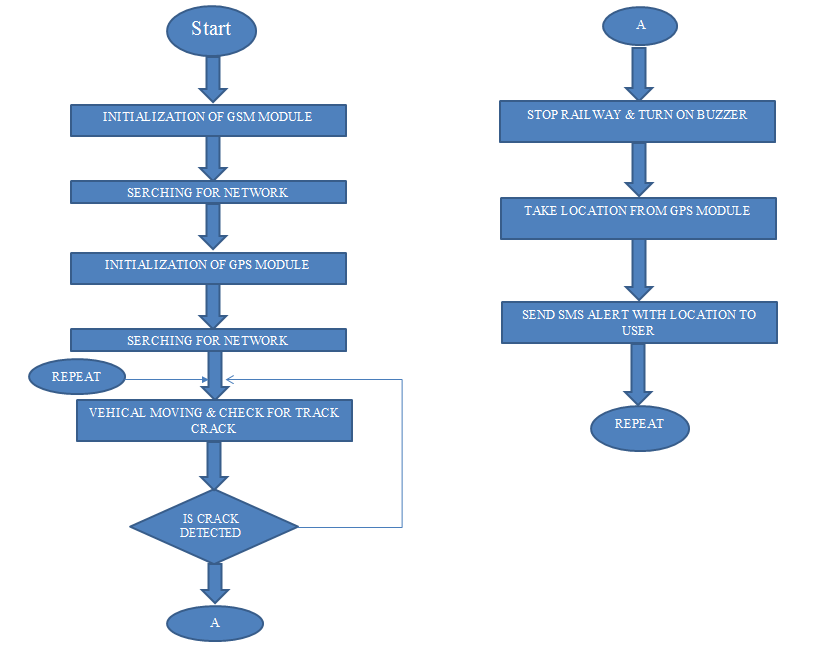 Start
INITIALIZATION OF GSM MODULE
SERCHING FOR NETWORK
INITIALIZATION OF GPS MODULE
SERCHING FOR NETWORK
REPEAT
VEHICAL MOVING & CHECK FOR TRACK
CRACK
IS CRACK
DETECTED
A
A
STOP RAILWAY & TURN ON BUZZER
TAKE LOCATION FROM GPS MODULE
SEND SMS ALERT WITH LOCATION TO
USER
REPEAT